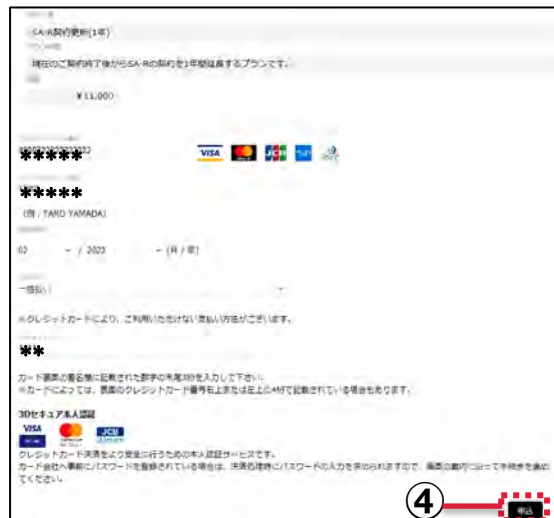 SA-R契約更新(1年)
現在のご契約終了後からSA-Rの契約を1年間延長するプランです。
¥11,000
*****
VISA JCB
*****
(例 / TARO YAMADA)
02 / 2022 (月 / 年)
一括払い
※クレジットカードにより、ご利用いただけない支払い方法がございます。
**
カード裏面の署名欄に記載された数字の末尾3桁を入力して下さい。
※カードによっては、表面のクレジットカード番号右上または左上に4桁で記載されている場合もあります。
3Dセキュア本人認証
VISA JCB
クレジットカード決済をより安全に行うための本人認証サービスです。
カード会社へ事前にパスワードを登録されている場合は、決済処理時にパスワードの入力を求められますので、画面の案内に沿って手続きを進め
てください。
④ 申込